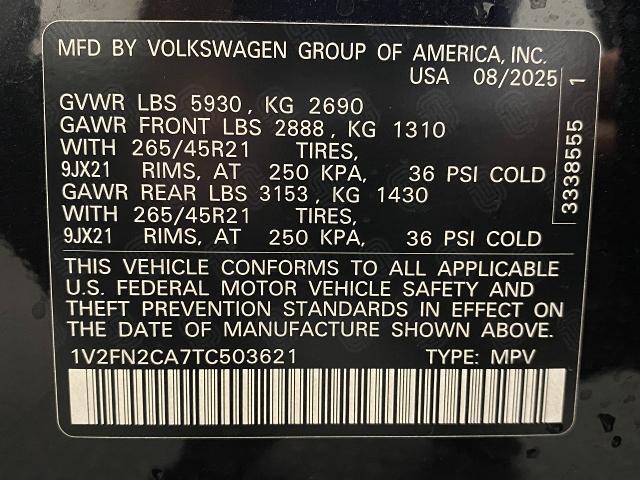 MFD BY VOLKSWAGEN GROUP OF AMERICA, INC.
USA 08/2025
GVWR LBS 5930, KG 2690
GAWR FRONT LBS 2888, KG 1310
WITH 265/45R21 TIRES,
9JX21 RIMS, AT 250 KPA, 36 PSI COLD
GAWR REAR LBS 3153, KG 1430
WITH 265/45R21 TIRES,
9JX21 RIMS, AT 250 KPA, 36 PSI COLD
3338555 1
THIS VEHICLE CONFORMS TO ALL APPLICABLE
U.S. FEDERAL MOTOR VEHICLE SAFETY AND
THEFT PREVENTION STANDARDS IN EFFECT ON
THE DATE OF MANUFACTURE SHOWN ABOVE.
1V2FN2CA7TC503621 TYPE: MPV